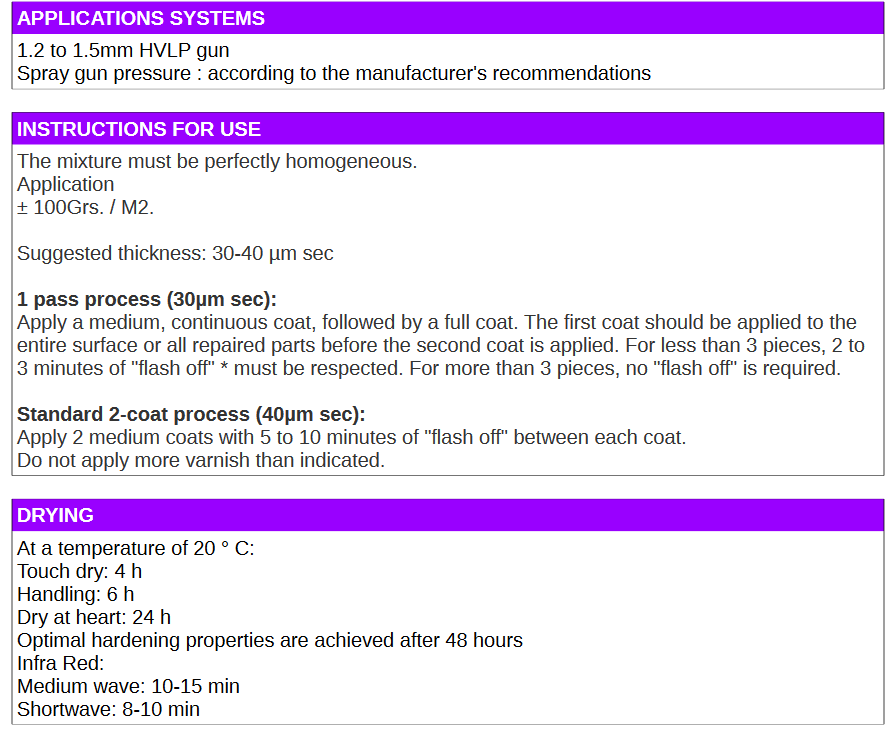 APPLICATIONS SYSTEMS
1.2 to 1.5mm HVLP gun
Spray gun pressure : according to the manufacturer's recommendations
INSTRUCTIONS FOR USE
The mixture must be perfectly homogeneous.
Application
± 100Grs. / M2.
Suggested thickness: 30-40 µm sec
1 pass process (30µm sec):
Apply a medium, continuous coat, followed by a full coat. The first coat should be applied to the
entire surface or all repaired parts before the second coat is applied. For less than 3 pieces, 2 to
3 minutes of "flash off" * must be respected. For more than 3 pieces, no "flash off" is required.
Standard 2-coat process (40µm sec):
Apply 2 medium coats with 5 to 10 minutes of "flash off" between each coat.
Do not apply more varnish than indicated.
DRYING
At a temperature of 20 ° C:
Touch dry: 4 h
Handling: 6 h
Dry at heart: 24 h
Optimal hardening properties are achieved after 48 hours
Infra Red:
Medium wave: 10-15 min
Shortwave: 8-10 min